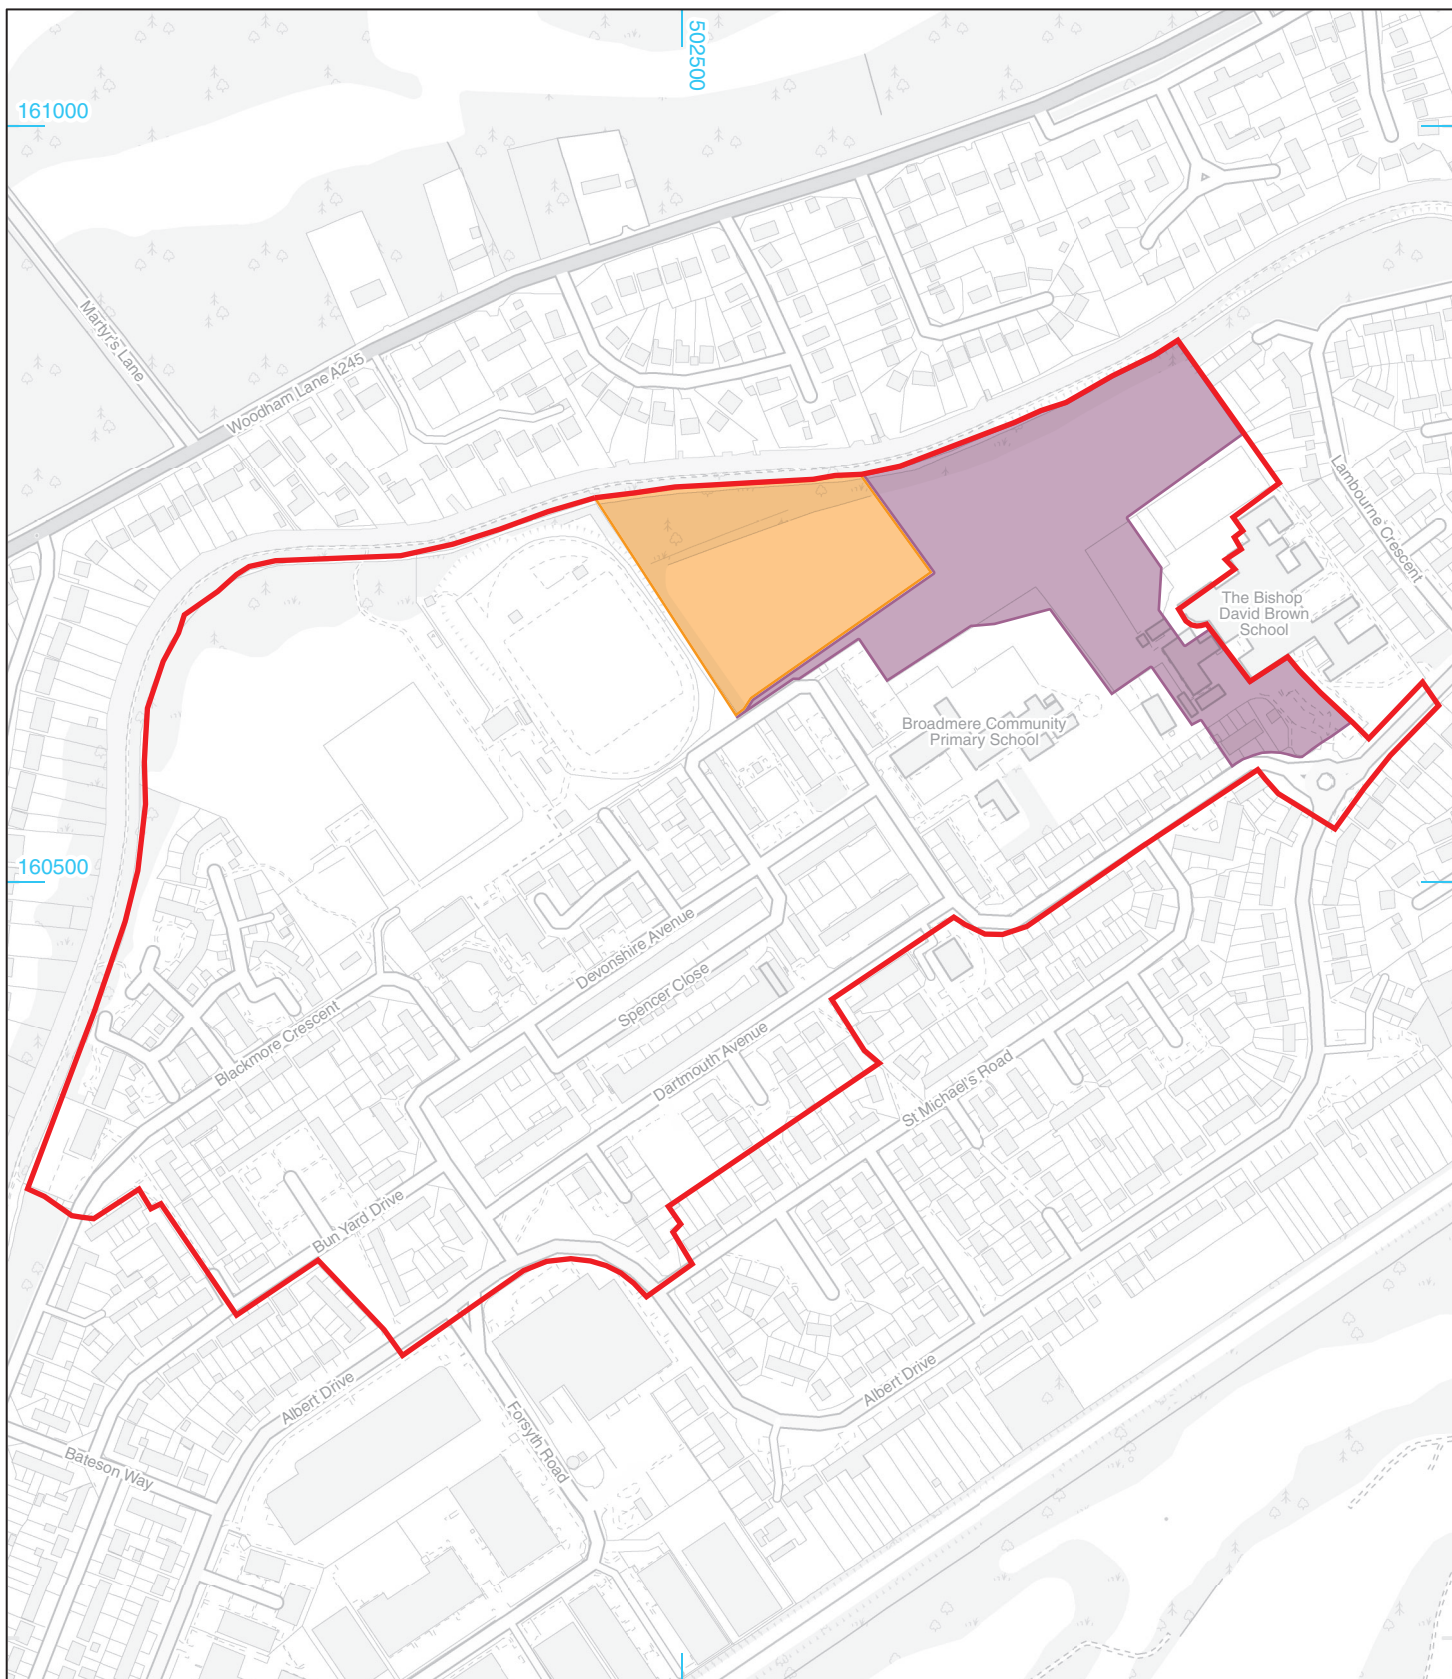 502500
161000
Martyr's Lane
Woodham Lane A245
Lambourne Crescent
The Bishop
David Brown
School
Broadmere Community
Primary School
160500
Devonshire Avenue
Spencer Close
Blackmore Crescent
Dartmouth Avenue
St Michael's Road
Bun Yard Drive
Albert Drive
Albert Drive
Forsyth Road
Bateson Way